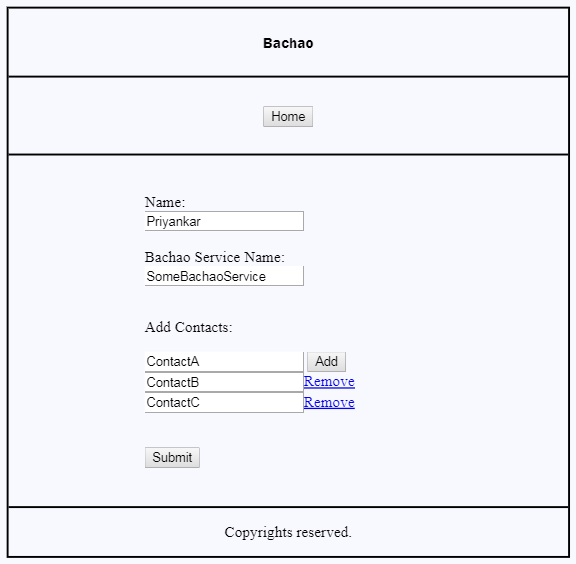 Bachao
Home
Name:
Priyankar
Bachao Service Name:
SomeBachaoService
Add Contacts:
ContactA Add
ContactB Remove
ContactC Remove
Submit
Copyrights reserved.